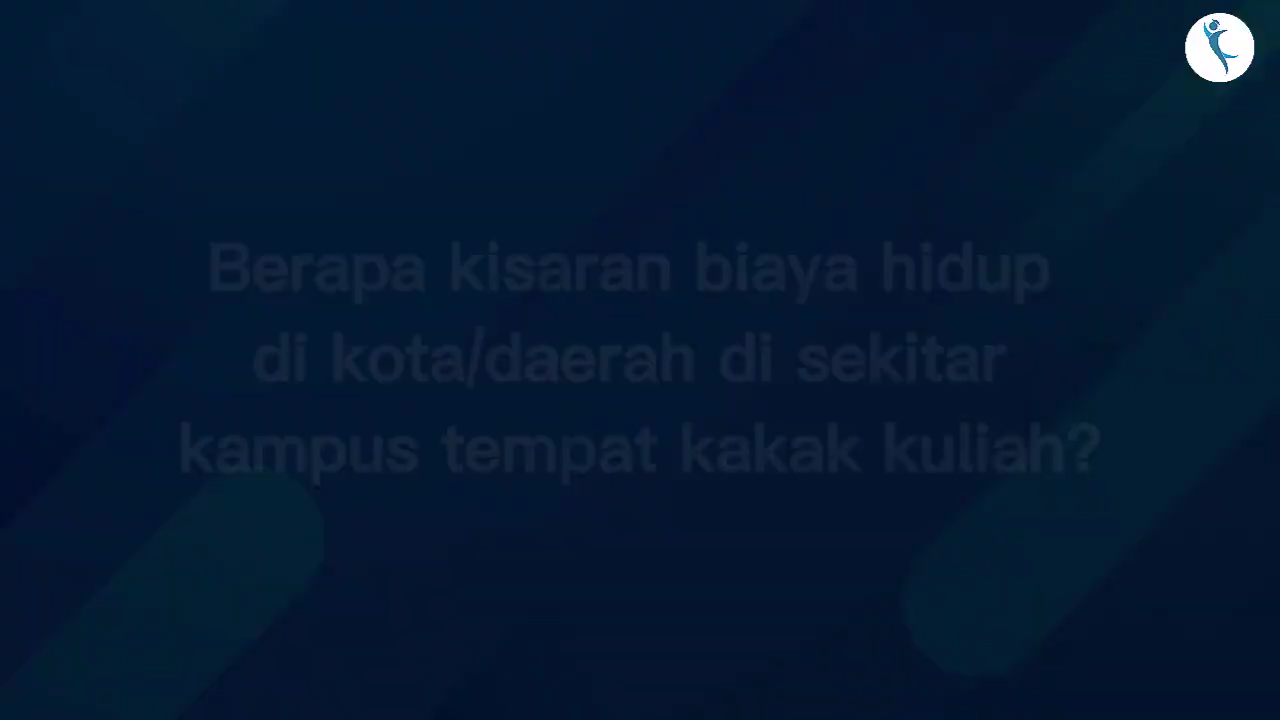 Berapa kisaran biaya hidup
di kota/daerah di sekitar
kampus tempat kakak kuliah?